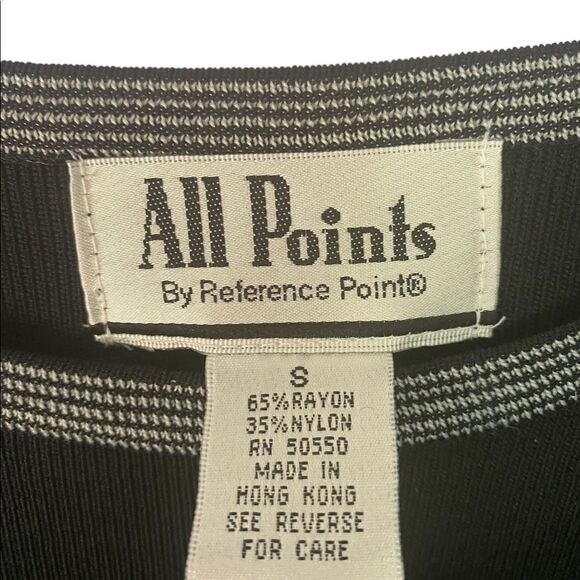 All Points
By Reference Point®
S
65%RAYON
35%NYLON
RN 50550
MADE IN
HONG KONG
SEE REVERSE
FOR CARE